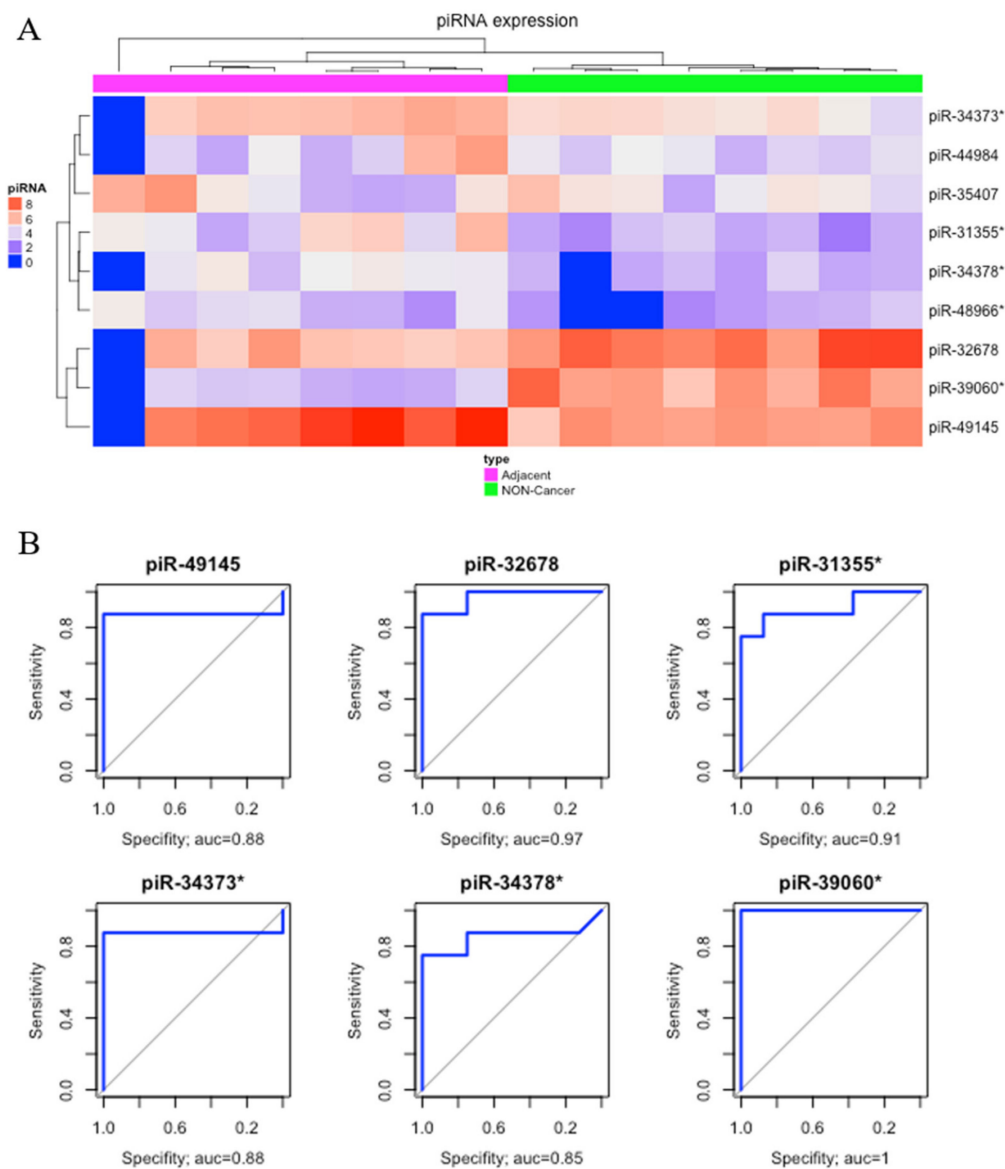 A
piRNA expression
piR-34373*
piR-44984
piR-35407
piR-31355*
piR-34378*
piR-48966*
piR-32678
piR-39060*
piR-49145
piRNA
8
6
4
2
0
type
Adjacent
NON-Cancer
B
piR-49145
Sensitivity
0.0 0.4 0.8
1.0 0.6 0.2
Specifity; auc=0.88
piR-32678
Sensitivity
0.0 0.4 0.8
1.0 0.6 0.2
Specifity; auc=0.97
piR-31355*
Sensitivity
0.0 0.4 0.8
1.0 0.6 0.2
Specifity; auc=0.91
piR-34373*
Sensitivity
0.0 0.4 0.8
1.0 0.6 0.2
Specifity; auc=0.88
piR-34378*
Sensitivity
0.0 0.4 0.8
1.0 0.6 0.2
Specifity; auc=0.85
piR-39060*
Sensitivity
0.0 0.4 0.8
1.0 0.6 0.2
Specifity; auc=1